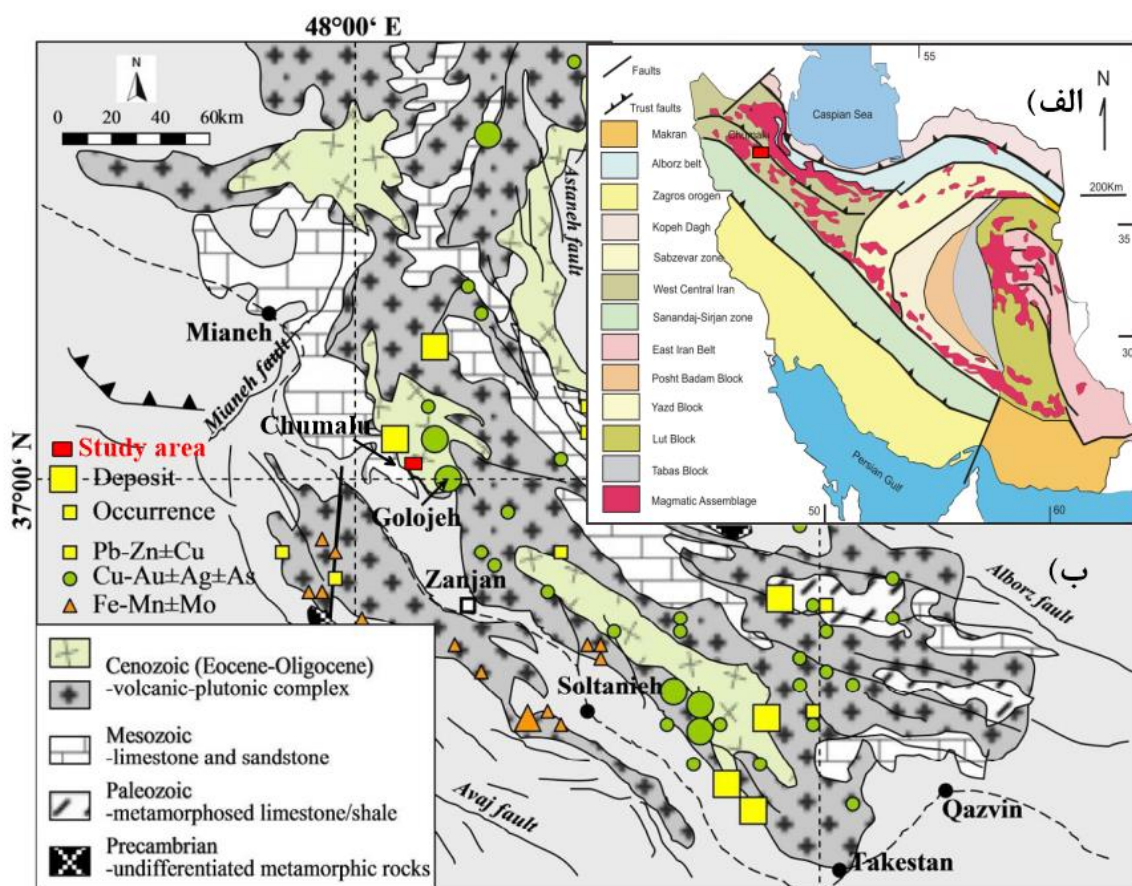 48°00‘ E
N
0 20 40 60km
Astaneh fault
Mianeh
Mianeh fault
Chumalu
37°00‘ N
Golojeh
Zanjan
Soltanieh
Avaj fault
Alborz fault
Qazvin
Takestan
ب)
Study area
Deposit
Occurrence
Pb-Zn±Cu
Cu-Au±Ag±As
Fe-Mn±Mo
Cenozoic (Eocene-Oligocene)
-volcanic-plutonic complex
Mesozoic
-limestone and sandstone
Paleozoic
-metamorphosed limestone/shale
Precambrian
-undifferentiated metamorphic rocks
الف)
N
55
Caspian Sea
Chumalu
200Km
35
30
50
60
Persian Gulf
Faults
Trust faults
Makran
Alborz belt
Zagros orogen
Kopeh Dagh
Sabzevar zone
West Central Iran
Sanandaj-Sirjan zone
East Iran Belt
Posht Badam Block
Yazd Block
Lut Block
Tabas Block
Magmatic Assemblage